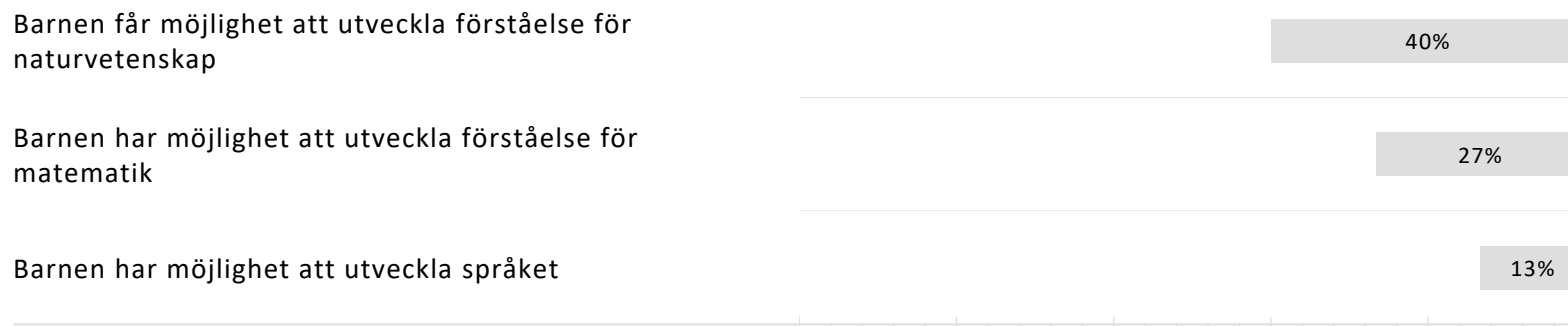 Barnen får möjlighet att utveckla förståelse för
naturvetenskap
40%
Barnen har möjlighet att utveckla förståelse för
matematik
27%
Barnen har möjlighet att utveckla språket
13%